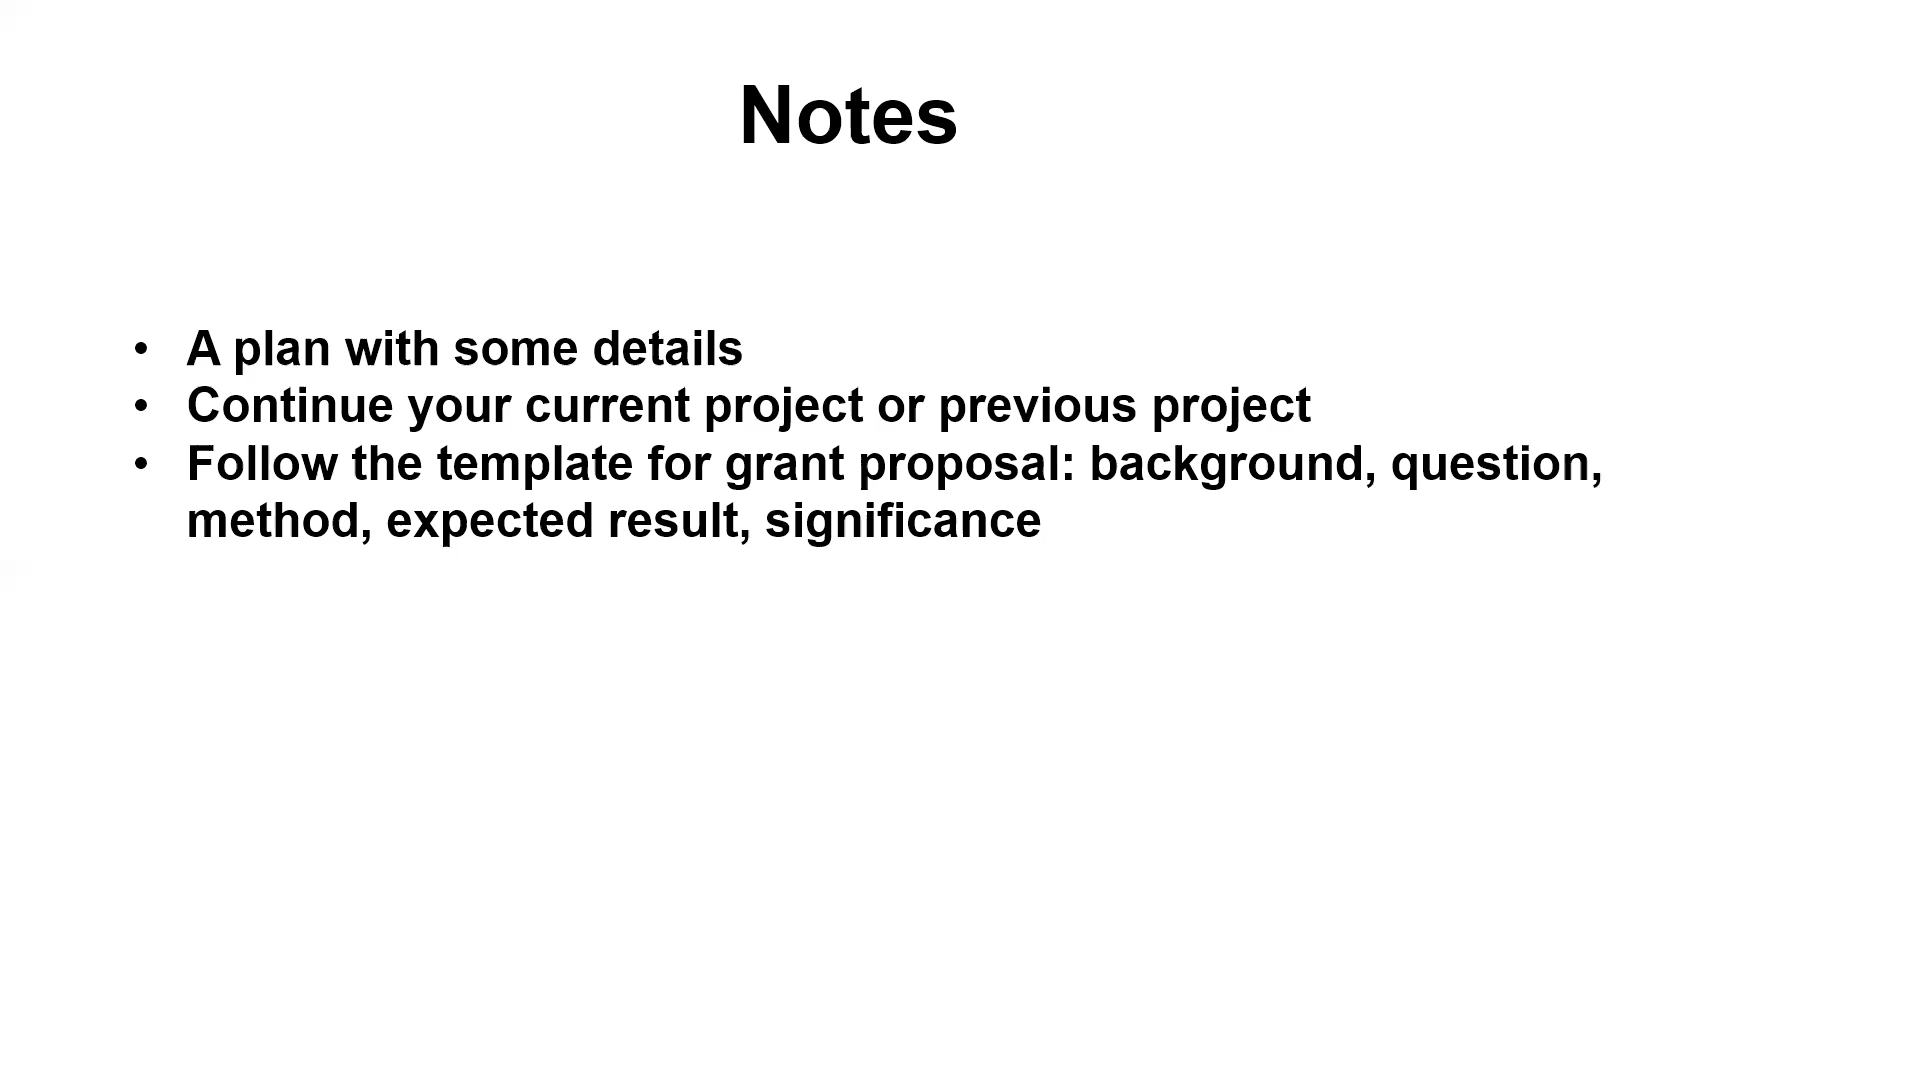 Notes
• A plan with some details
• Continue your current project or previous project
• Follow the template for grant proposal: background, question,
method, expected result, significance